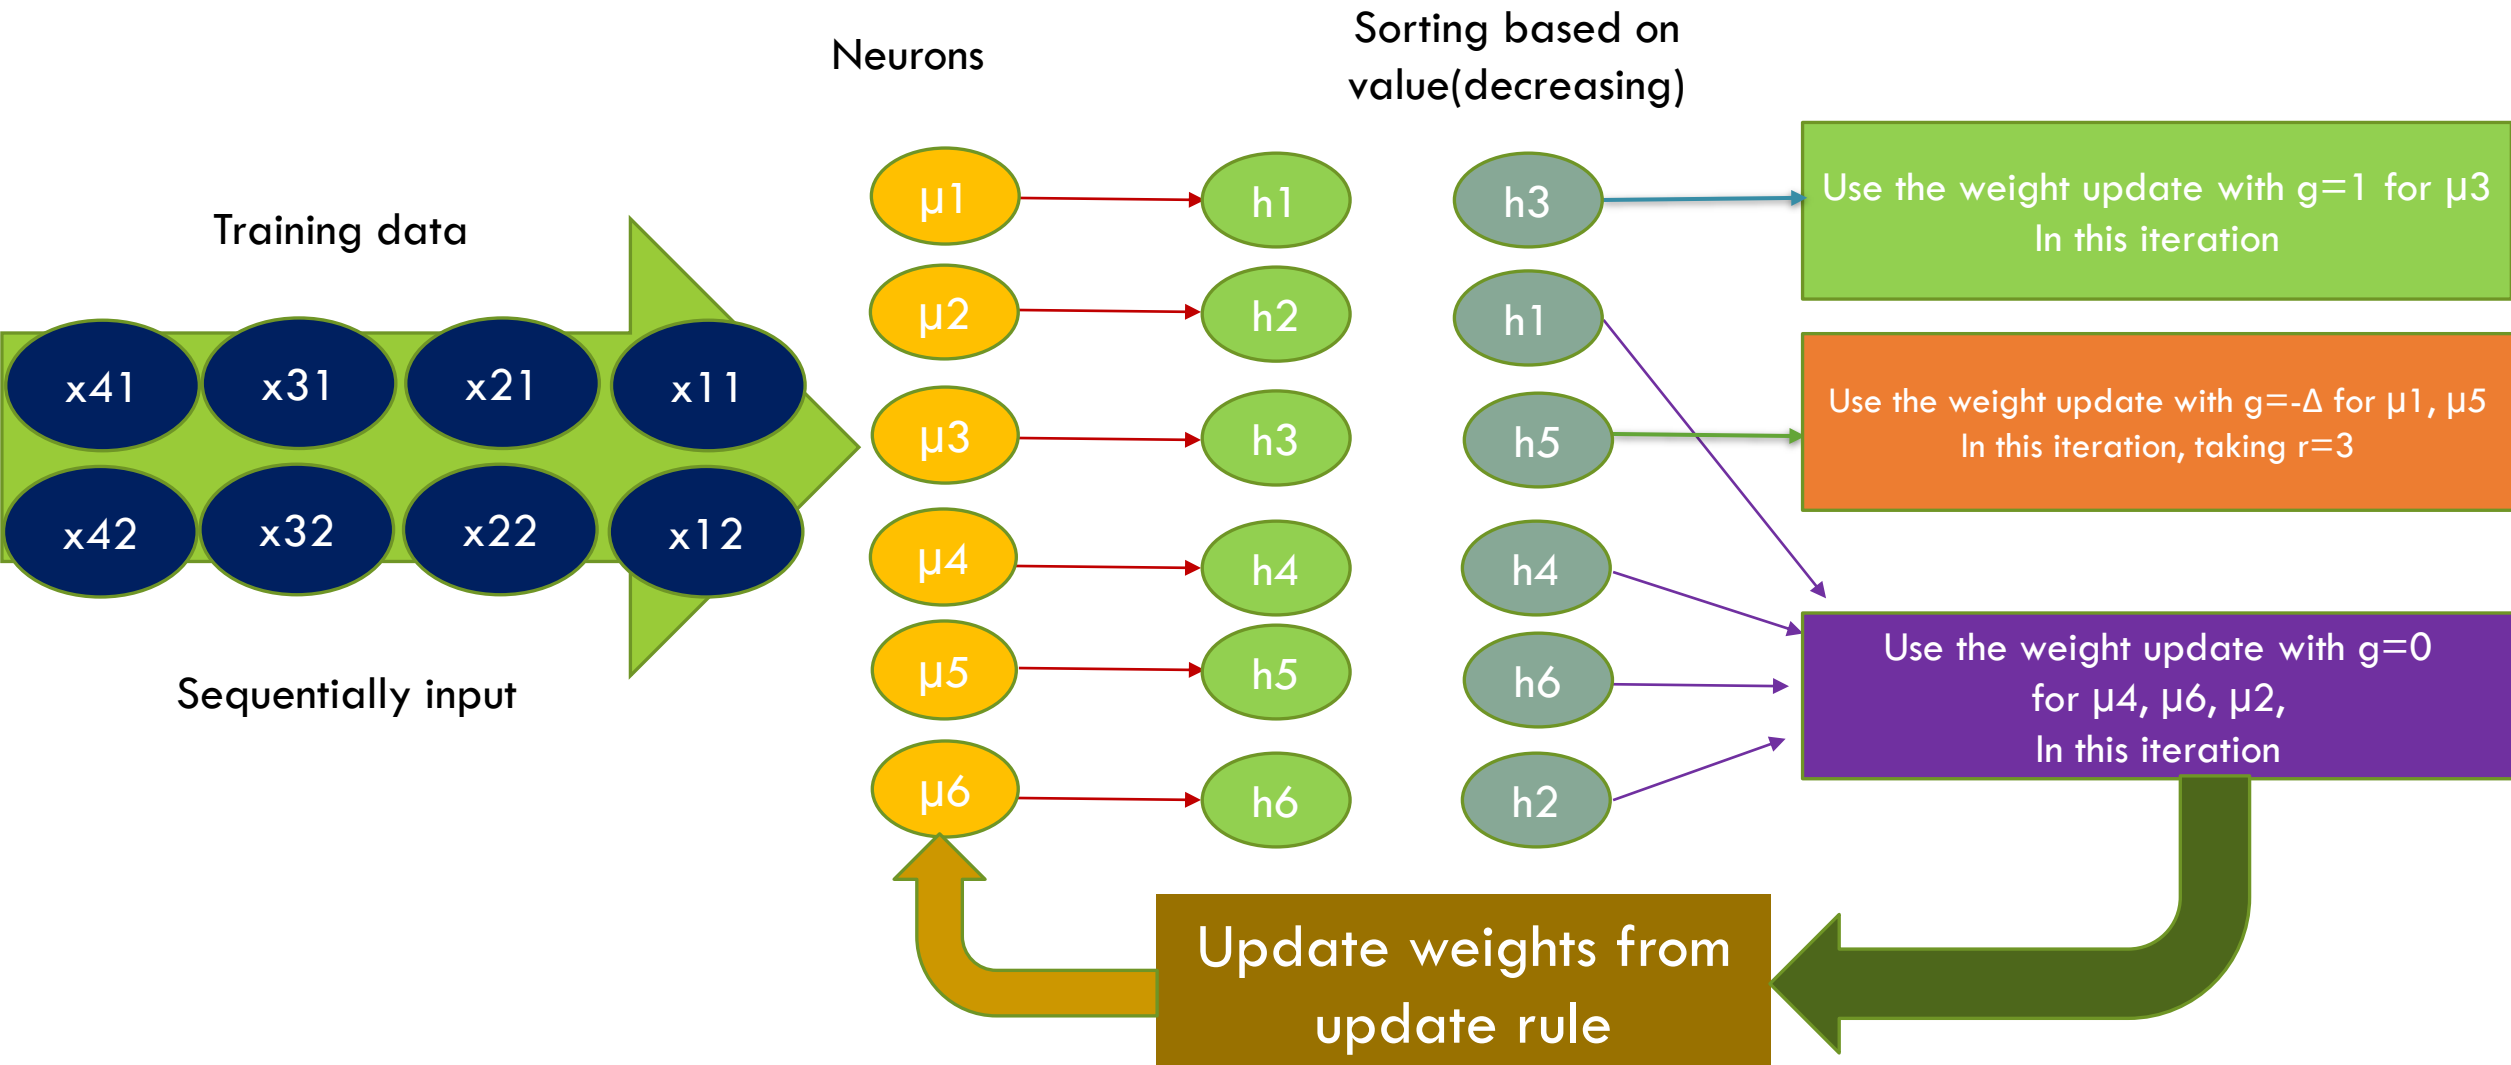 Neurons
Sorting based on
value(decreasing)
Training data
x41
x31
x21
x11
x42
x32
x22
x12
Sequentially input
μ1
μ2
μ3
μ4
μ5
μ6
h1
h2
h3
h4
h5
h6
h3
h1
h5
h4
h6
h2
Use the weight update with g=1 for μ3
In this iteration
Use the weight update with g=-Δ for μ1, μ5
In this iteration, taking r=3
Use the weight update with g=0
for μ4, μ6, μ2,
In this iteration
Update weights from
update rule